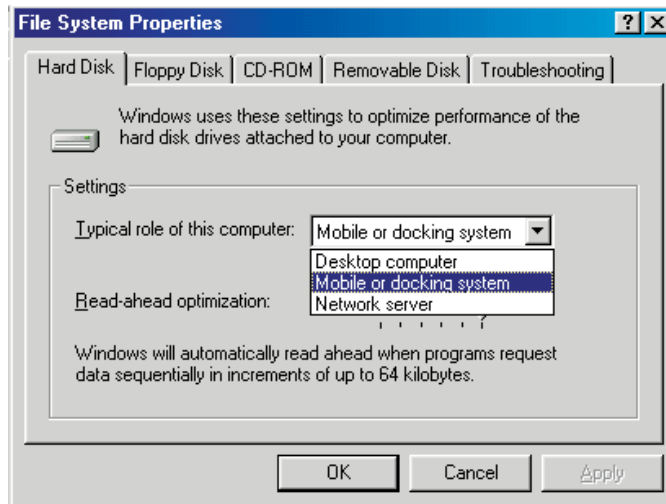 File System Properties
Hard Disk Floppy Disk CD-ROM Removable Disk Troubleshooting
Windows uses these settings to optimize performance of the
hard disk drives attached to your computer.
Settings
Typical role of this computer: Mobile or docking system
Desktop computer
Mobile or docking system
Read-ahead optimization: Network server
Windows will automatically read ahead when programs request
data sequentially in increments of up to 64 kilobytes.
OK Cancel Apply